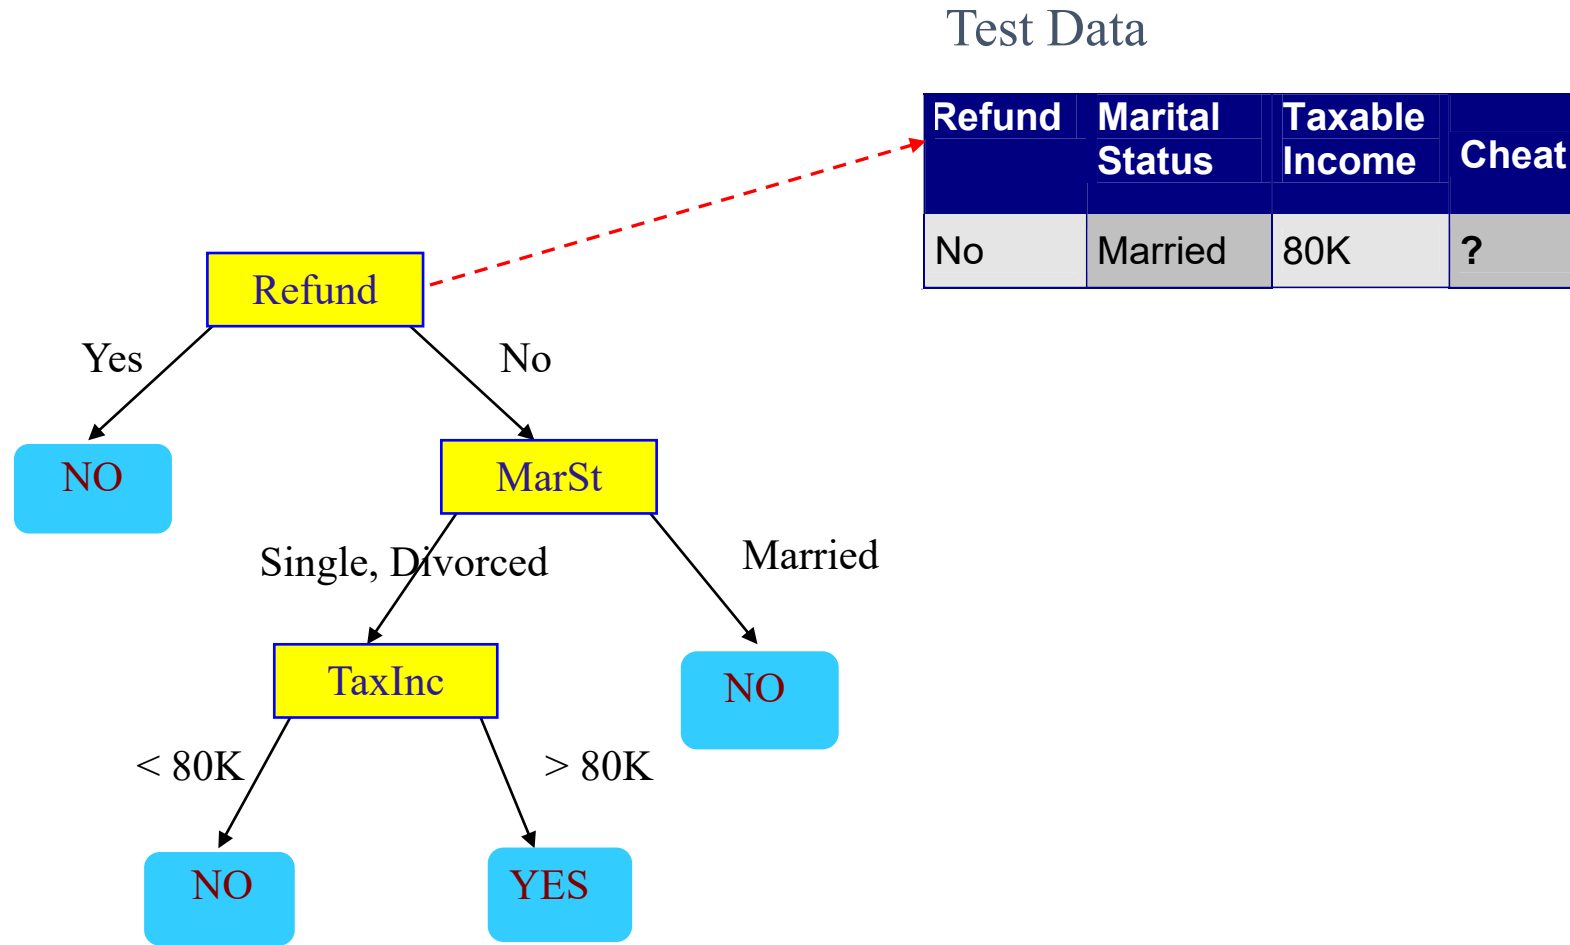 Test Data
Refund Marital Taxable
Status Income Cheat
No Married 80K ?
Refund
Yes No
NO MarSt
Single, Divorced Married
TaxInc NO
< 80K > 80K
NO YES